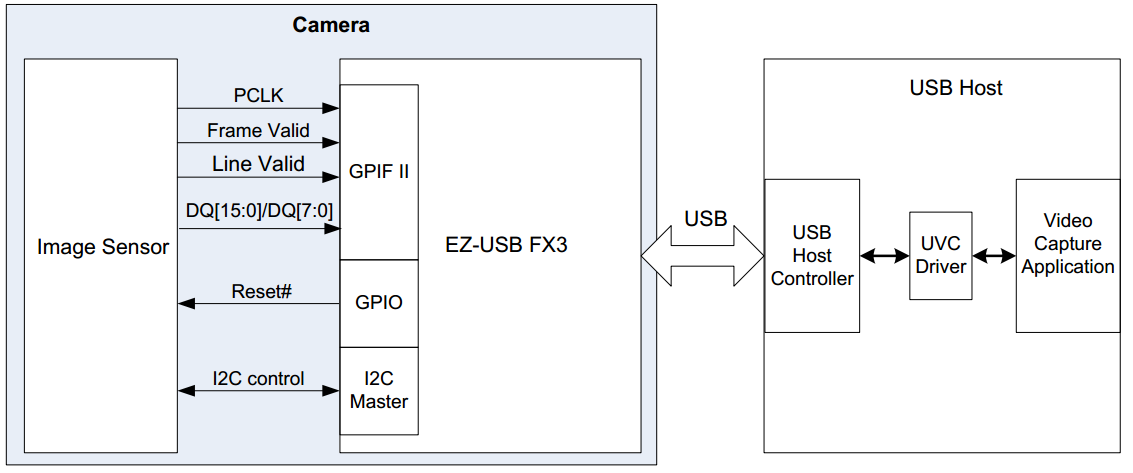 Camera
Image Sensor
PCLK
Frame Valid
Line Valid
DQ[15:0]/DQ[7:0]
Reset#
I2C control
GPIF II
GPIO
I2C
Master
EZ-USB FX3
USB
USB Host
USB
Host
Controller
UVC
Driver
Video
Capture
Application